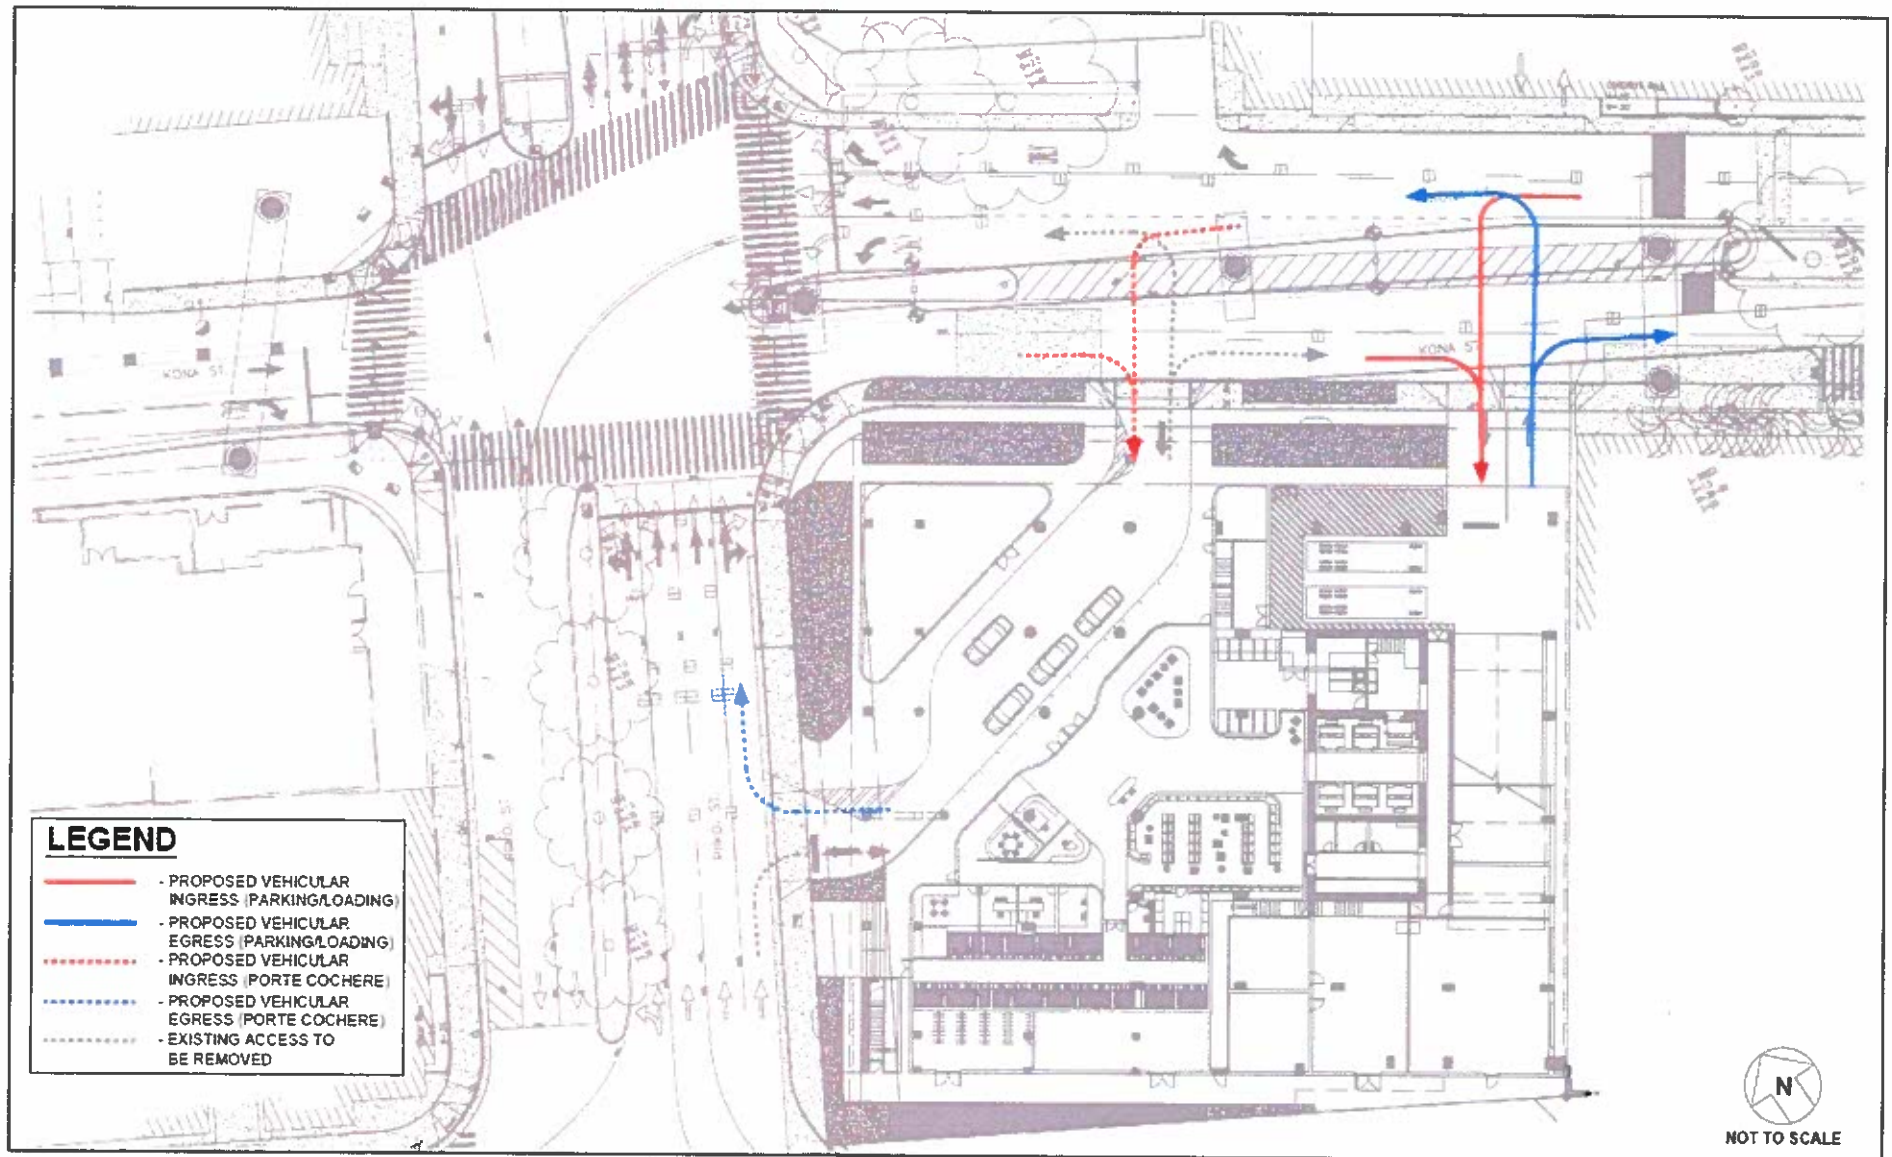 KONA ST
KONA ST
LEGEND
- PROPOSED VEHICULAR
INGRESS (PARKING/LOADING)
- PROPOSED VEHICULAR
EGRESS (PARKING/LOADING)
- PROPOSED VEHICULAR
INGRESS (PORTE COCHERE)
- PROPOSED VEHICULAR
EGRESS (PORTE COCHERE)
- EXISTING ACCESS TO
BE REMOVED
N
NOT TO SCALE